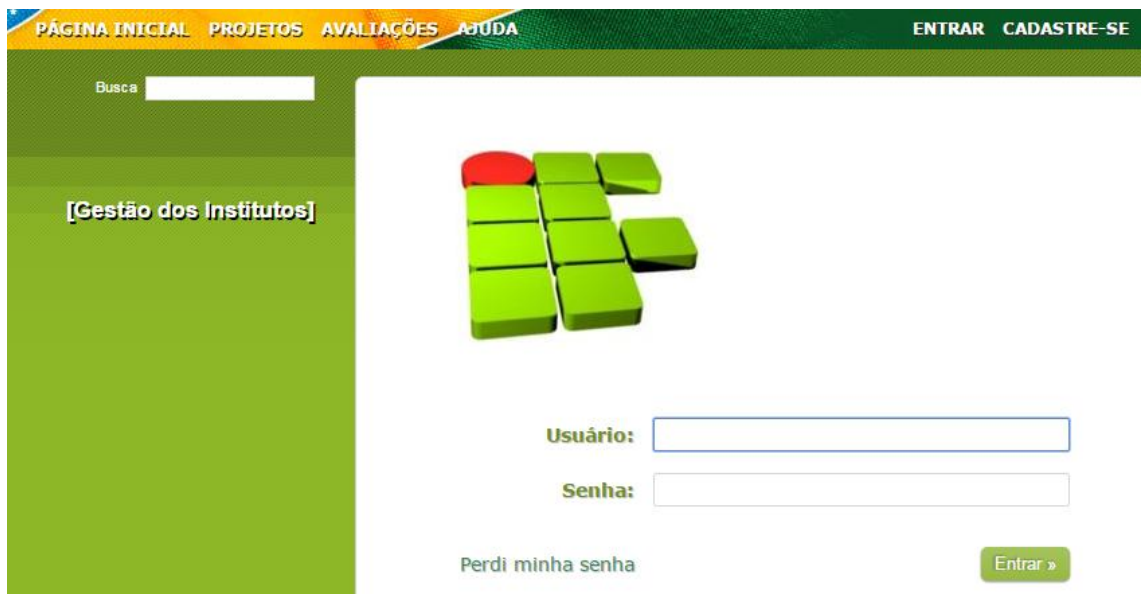 PÁGINA INICIAL PROJETOS AVALIAÇÕES AJUDA ENTRAR CADASTRE-SE
Busca
[Gestão dos Institutos]
Usuário:
Senha:
Perdi minha senha Entrar »